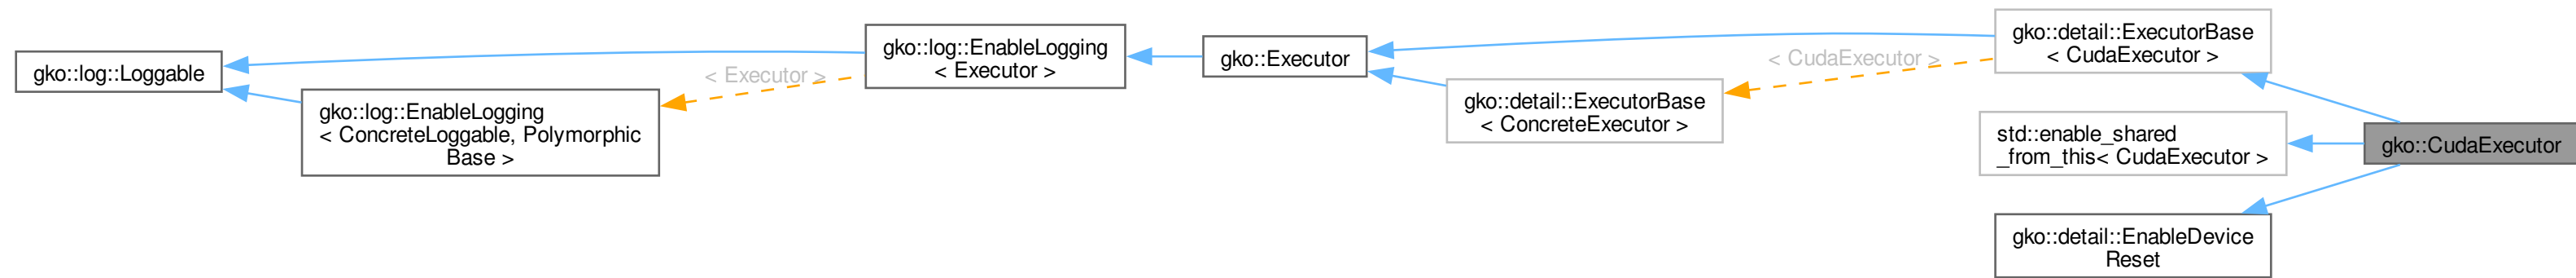 gko::log::Loggable
gko::log::EnableLogging
< ConcreteLoggable, Polymorphic
Base >
< Executor >
gko::log::EnableLogging
< Executor >
gko::Executor
gko::detail::ExecutorBase
< ConcreteExecutor >
< CudaExecutor >
gko::detail::ExecutorBase
< CudaExecutor >
std::enable_shared
_from_this< CudaExecutor >
gko::detail::EnableDevice
Reset
gko::CudaExecutor